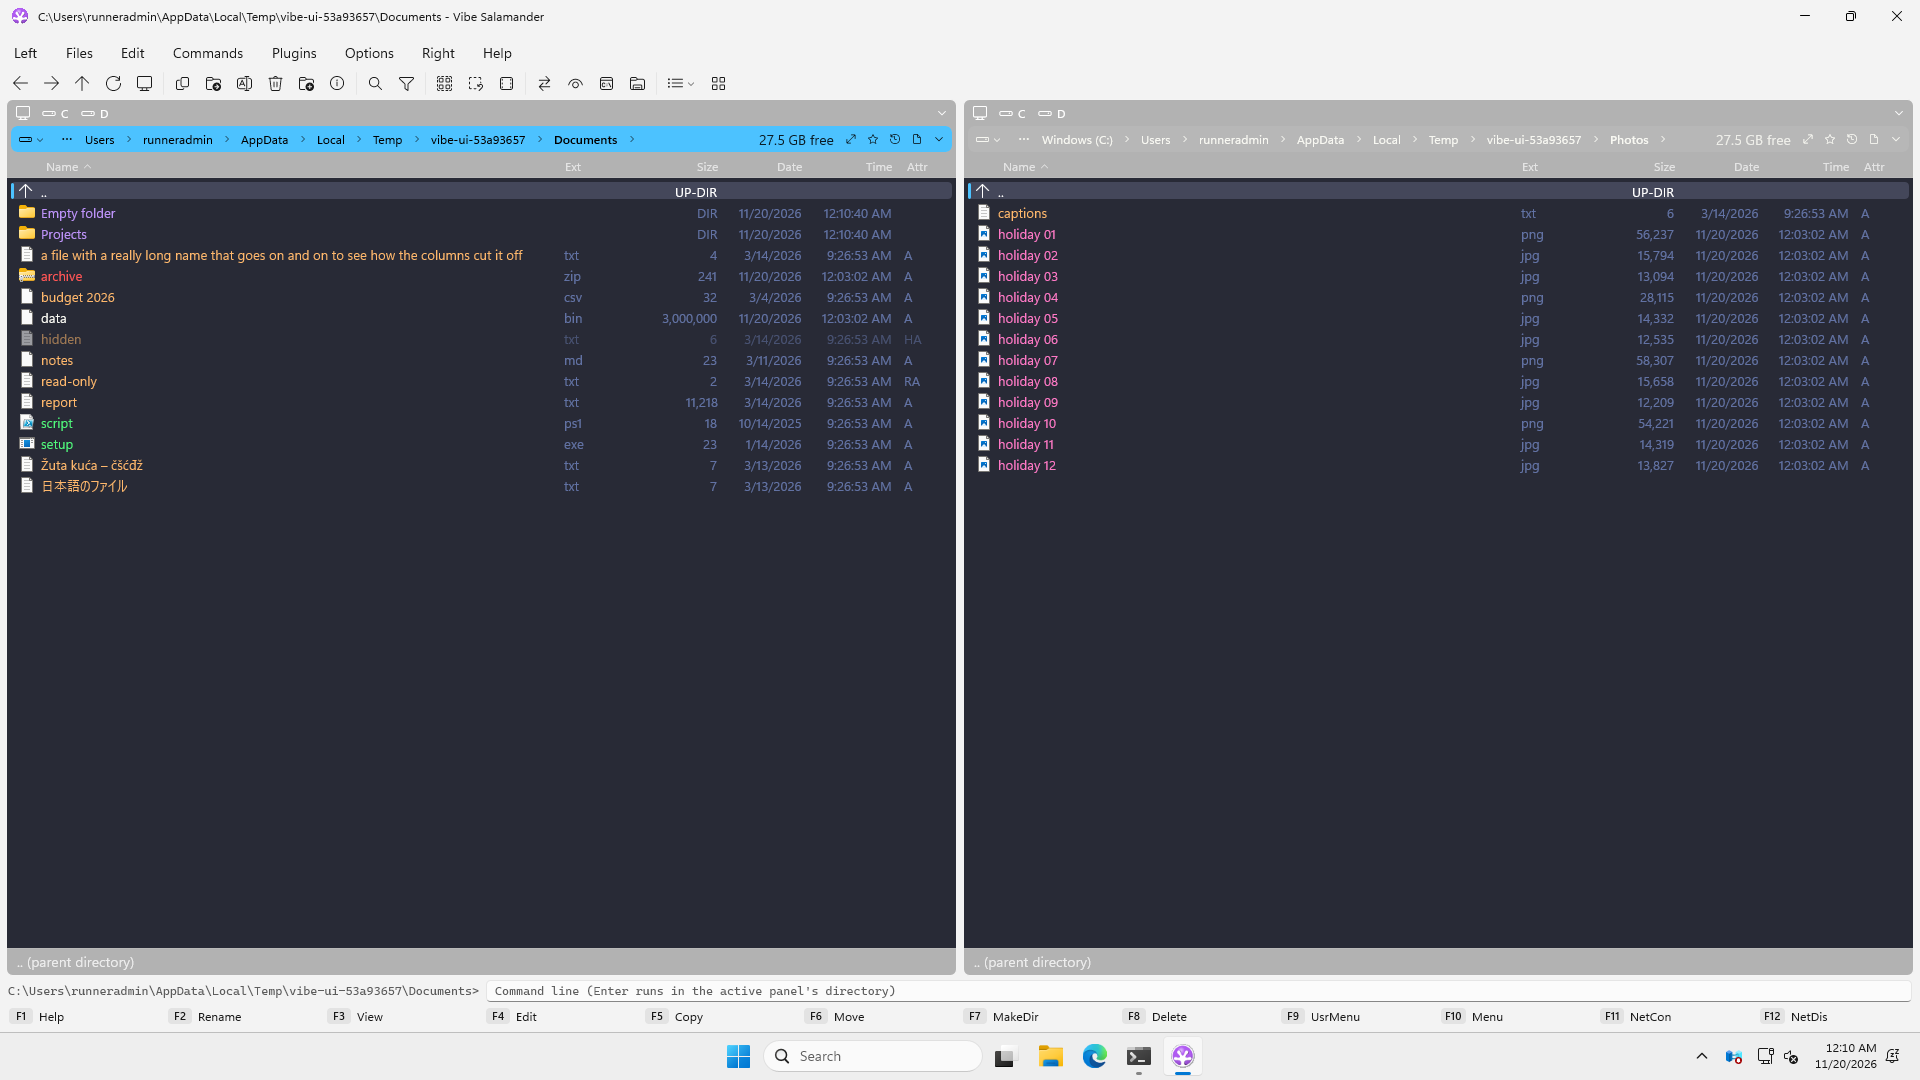 C:\Users\runneradmin\AppData\Local\Temp\vibe-ui-53a93657\Documents - Vibe Salamander
Left Files Edit Commands Plugins Options Right Help
C D
Users runneradmin AppData Local Temp vibe-ui-53a93657 Documents 27.5 GB free
Name Ext Size Date Time Attr
.. UP-DIR
Empty folder DIR 11/20/2026 12:10:40 AM
Projects DIR 11/20/2026 12:10:40 AM
a file with a really long name that goes on and on to see how the columns cut it off txt 4 3/14/2026 9:26:53 AM A
archive zip 241 11/20/2026 12:03:02 AM A
budget 2026 csv 32 3/4/2026 9:26:53 AM A
data bin 3,000,000 11/20/2026 12:03:02 AM A
hidden txt 6 3/14/2026 9:26:53 AM HA
notes md 23 3/11/2026 9:26:53 AM A
read-only txt 2 3/14/2026 9:26:53 AM RA
report txt 11,218 3/14/2026 9:26:53 AM A
script ps1 18 10/14/2025 9:26:53 AM A
setup exe 23 1/14/2026 9:26:53 AM A
Žuta kuća – čšćđž txt 7 3/13/2026 9:26:53 AM A
日本語のファイル txt 7 3/13/2026 9:26:53 AM A
.. (parent directory)
C D
Windows (C:) Users runneradmin AppData Local Temp vibe-ui-53a93657 Photos 27.5 GB free
Name Ext Size Date Time Attr
.. UP-DIR
captions txt 6 3/14/2026 9:26:53 AM A
holiday 01 png 56,237 11/20/2026 12:03:02 AM A
holiday 02 jpg 15,794 11/20/2026 12:03:02 AM A
holiday 03 jpg 13,094 11/20/2026 12:03:02 AM A
holiday 04 png 28,115 11/20/2026 12:03:02 AM A
holiday 05 jpg 14,332 11/20/2026 12:03:02 AM A
holiday 06 jpg 12,535 11/20/2026 12:03:02 AM A
holiday 07 png 58,307 11/20/2026 12:03:02 AM A
holiday 08 jpg 15,658 11/20/2026 12:03:02 AM A
holiday 09 jpg 12,209 11/20/2026 12:03:02 AM A
holiday 10 png 54,221 11/20/2026 12:03:02 AM A
holiday 11 jpg 14,319 11/20/2026 12:03:02 AM A
holiday 12 jpg 13,827 11/20/2026 12:03:02 AM A
.. (parent directory)
C:\Users\runneradmin\AppData\Local\Temp\vibe-ui-53a93657\Documents> Command line (Enter runs in the active panel's directory)
F1 Help F2 Rename F3 View F4 Edit F5 Copy F6 Move F7 MakeDir F8 Delete F9 UsrMenu F10 Menu F11 NetCon F12 NetDis
Search
12:10 AM
11/20/2026